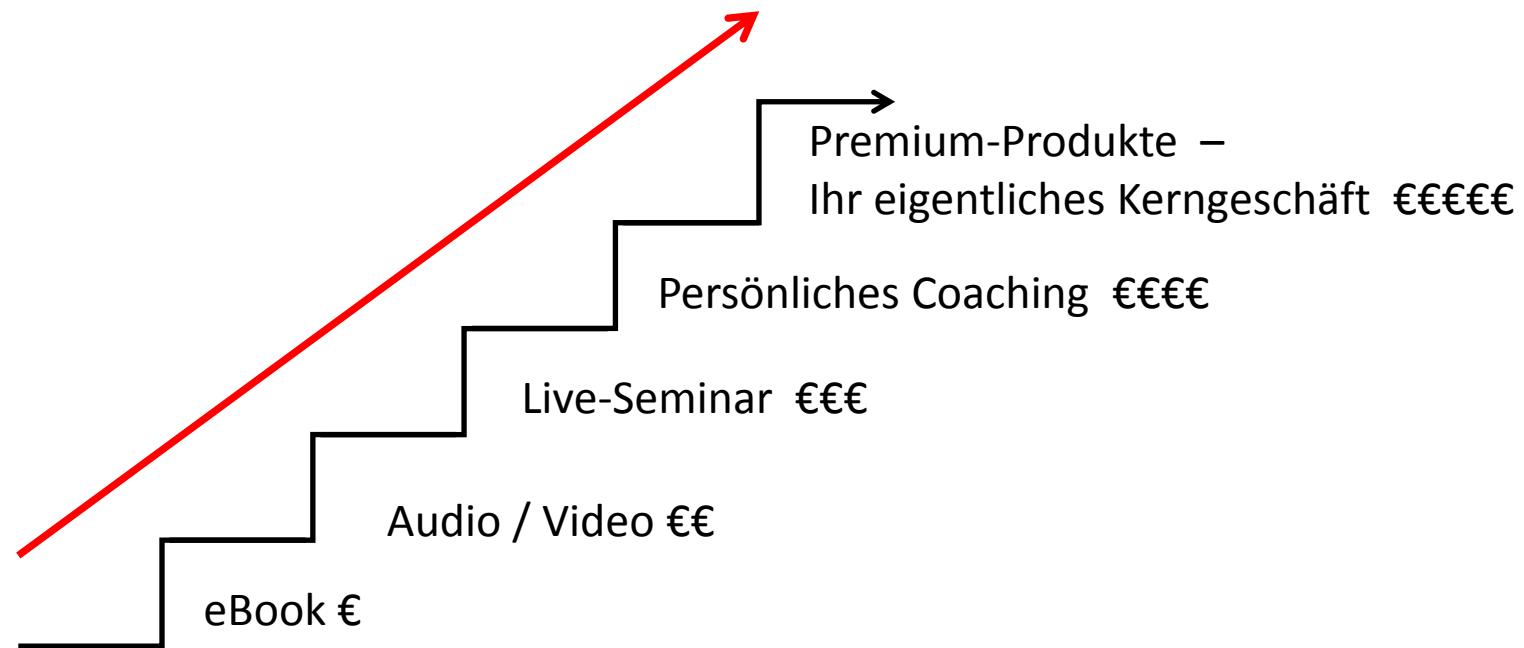 Premium-Produkte –
Ihr eigentliches Kerngeschäft €€€€€
Persönliches Coaching €€€€
Live-Seminar €€€
Audio / Video €€
eBook €